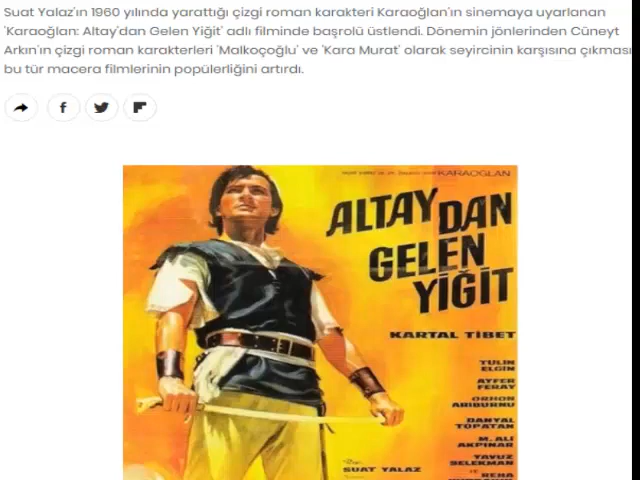 Suat Yalaz'ın 1960 yılında yarattığı çizgi roman karakteri Karaoğlan'ın sinemaya uyarlanan
'Karaoğlan: Altay'dan Gelen Yiğit' adlı filminde başrolü üstlendi. Dönemin jönlerinden Cüneyt
Arkın'ın çizgi roman karakterleri 'Malkoçoğlu' ve 'Kara Murat' olarak seyircinin karşısına çıkması
bu tür macera filmlerinin popülerliğini artırdı.
KARAOĞLAN
ALTAY'DAN
GELEN
YİĞİT
KARTAL TİBET
TULİN
ELGİN
AYFER
FERAY
ORHON
ARIBURNU
DANYAL
TOPATAN
M. ALİ
AKPINAR
YAVUZ
SELEKMAN
SUAT YALAZ
REHA